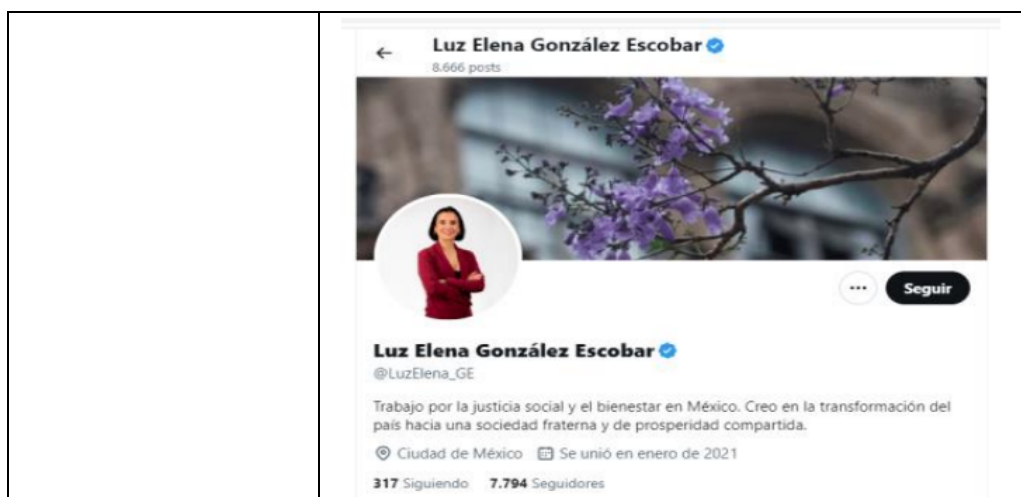 Luz Elena González Escobar
8.666 posts
Seguir
Luz Elena González Escobar
@LuzElena_GE
Trabajo por la justicia social y el bienestar en México. Creo en la transformación del
país hacia una sociedad fraterna y de prosperidad compartida.
Ciudad de México Se unió en enero de 2021
317 Siguiendo 7.794 Seguidores